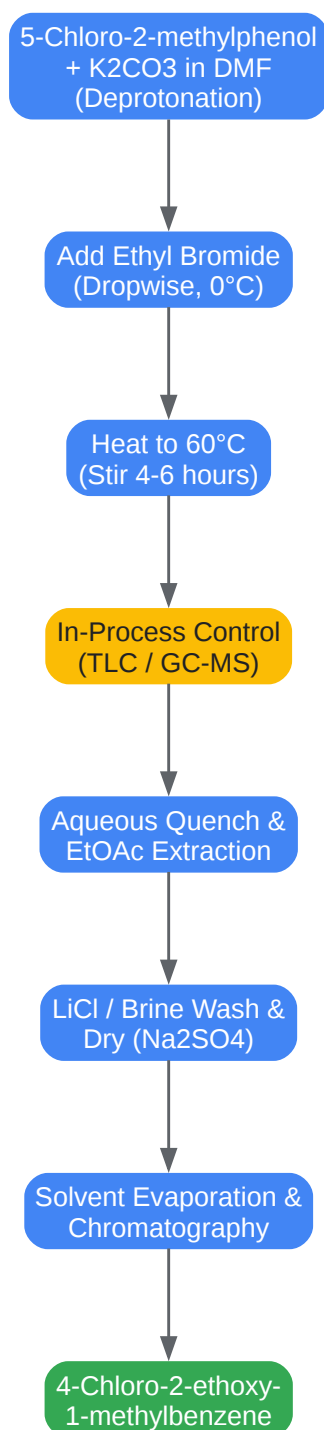 5-Chloro-2-methylphenol
+ K2CO3 in DMF
(Deprotonation)
Add Ethyl Bromide
(Dropwise, 0°C)
Heat to 60°C
(Stir 4-6 hours)
In-Process Control
(TLC / GC-MS)
Aqueous Quench &
EtOAc Extraction
LiCl / Brine Wash &
Dry (Na2SO4)
Solvent Evaporation &
Chromatography
4-Chloro-2-ethoxy-
1-methylbenzene